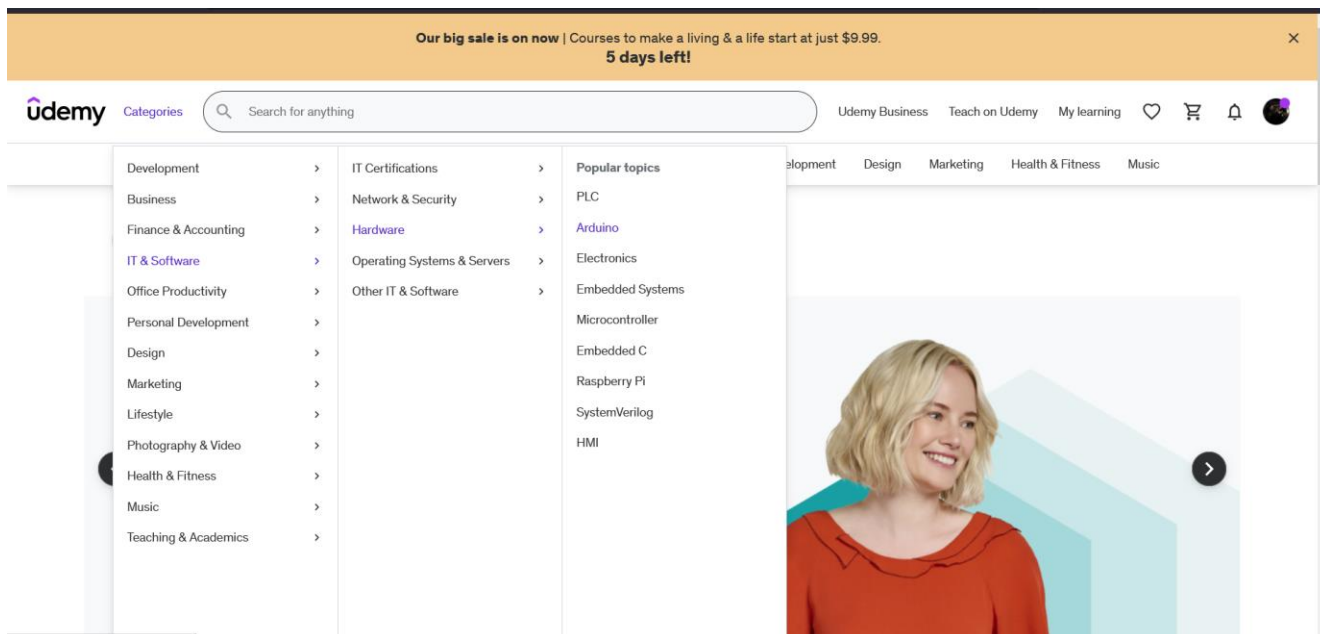 Our big sale is on now | Courses to make a living & a life start at just $9.99.
5 days left!
ûdemy
Categories
Search for anything
Udemy Business
Teach on Udemy
My learning
elopment
Design
Marketing
Health & Fitness
Music
Development
Business
Finance & Accounting
IT & Software
Office Productivity
Personal Development
Design
Marketing
Lifestyle
Photography & Video
Health & Fitness
Music
Teaching & Academics
IT Certifications
Network & Security
Hardware
Operating Systems & Servers
Other IT & Software
Popular topics
PLC
Arduino
Electronics
Embedded Systems
Microcontroller
Embedded C
Raspberry Pi
SystemVerilog
HMI